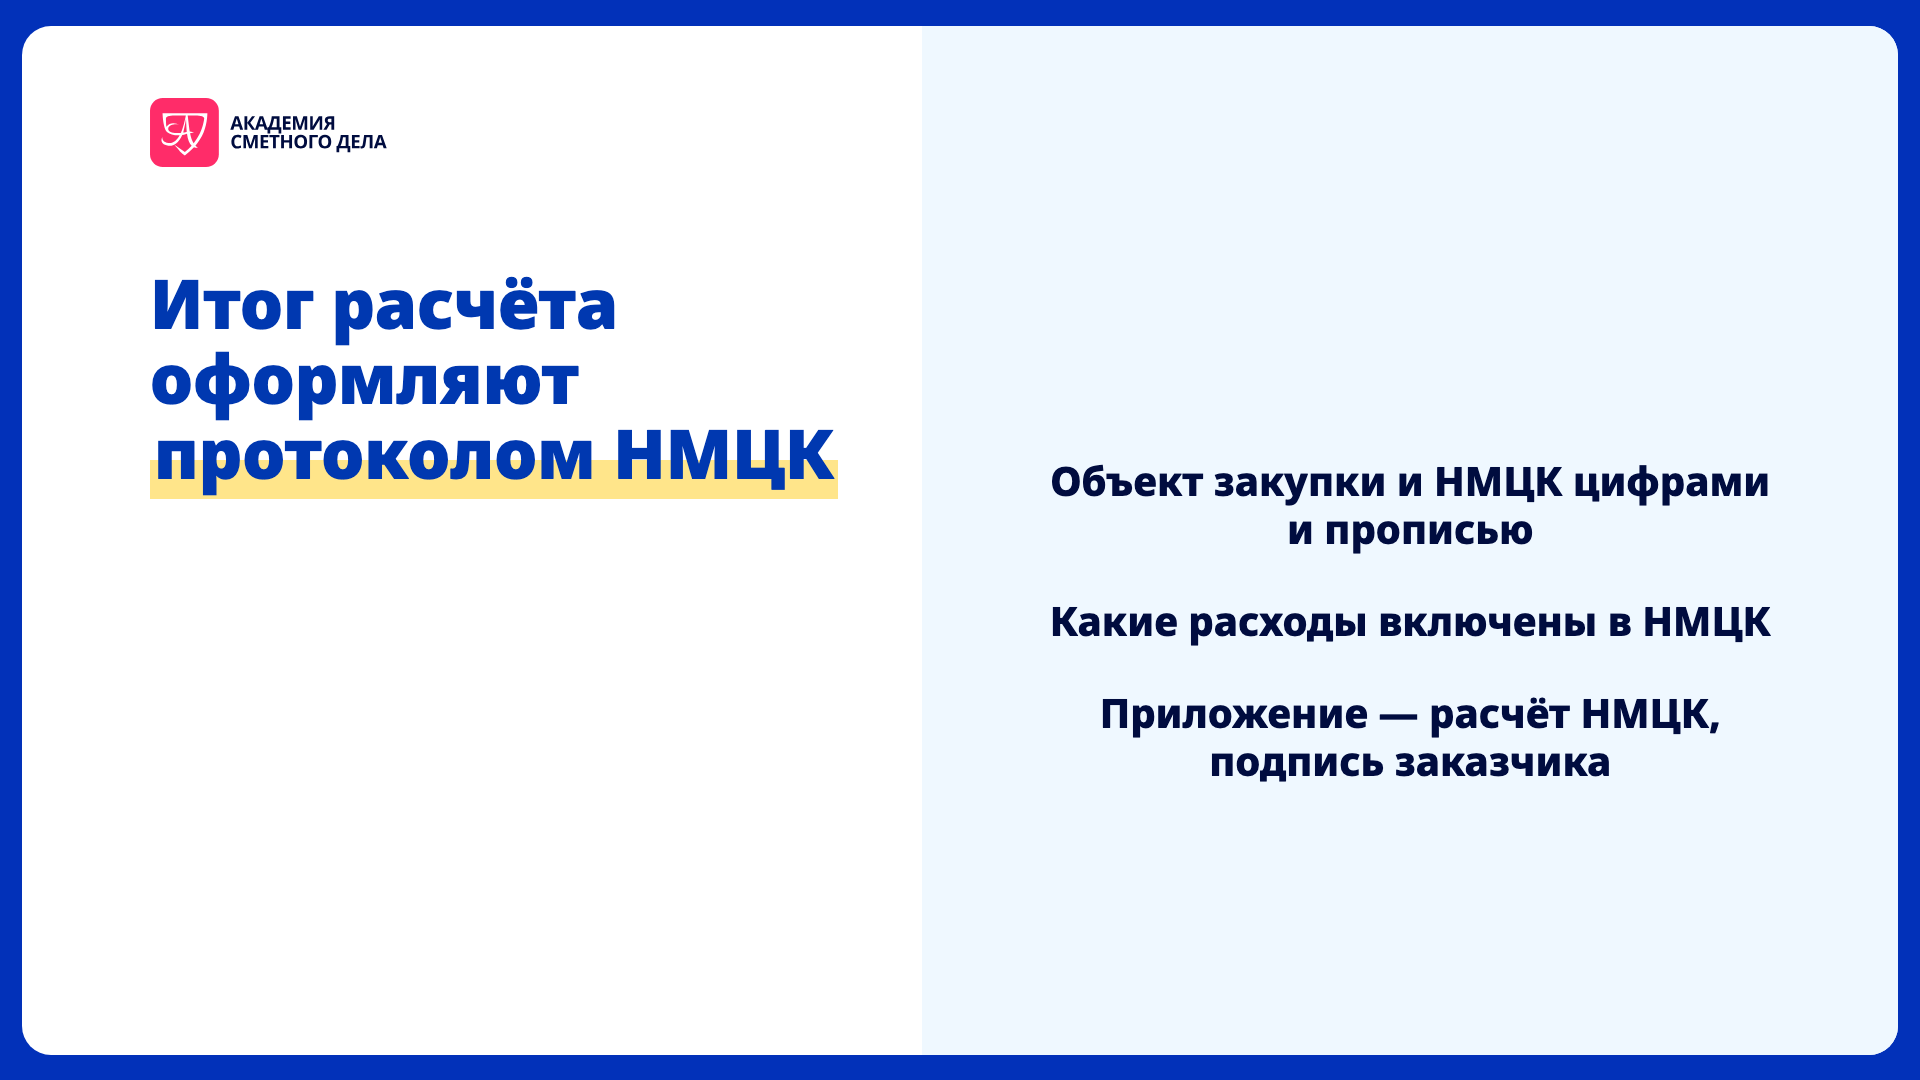 АКАДЕМИЯ
СМЕТНОГО ДЕЛА
Итог расчёта
оформляют
протоколом НМЦК
Объект закупки и НМЦК цифрами
и прописью
Какие расходы включены в НМЦК
Приложение — расчёт НМЦК,
подпись заказчика